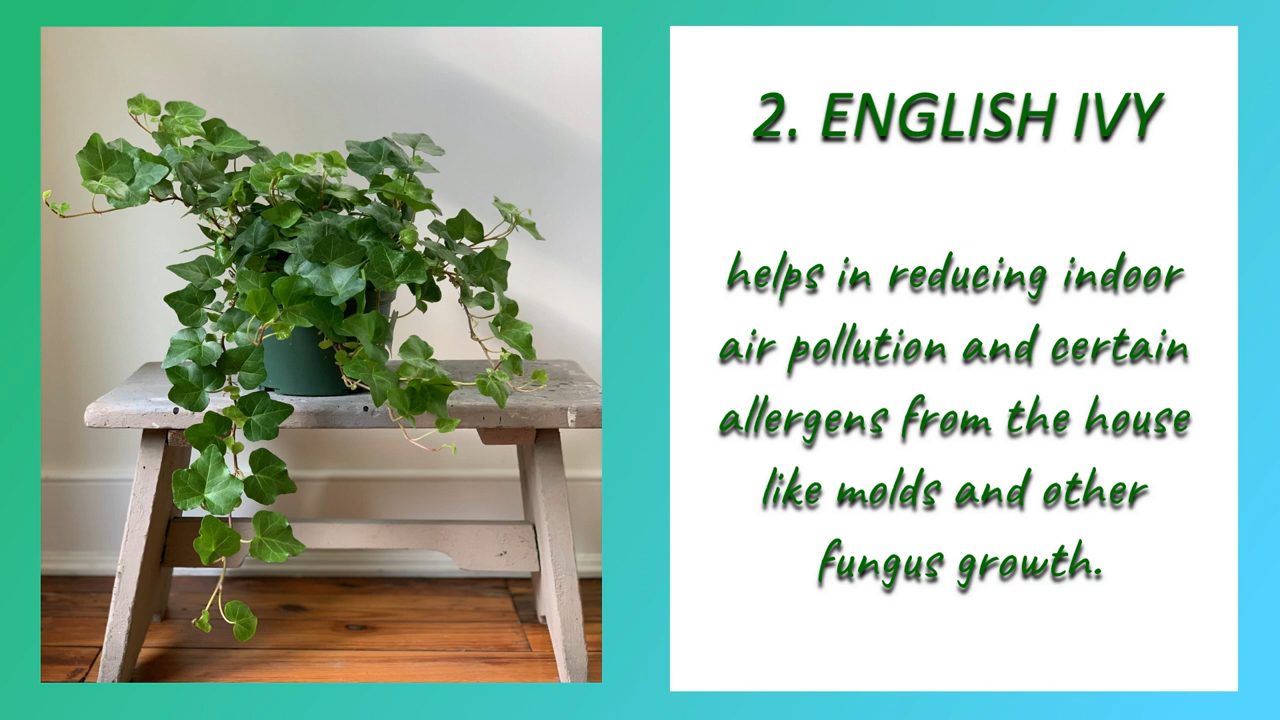 2. ENGLISH IVY
helps in reducing indoor
air pollution and certain
allergens from the house
like molds and other
fungus growth.